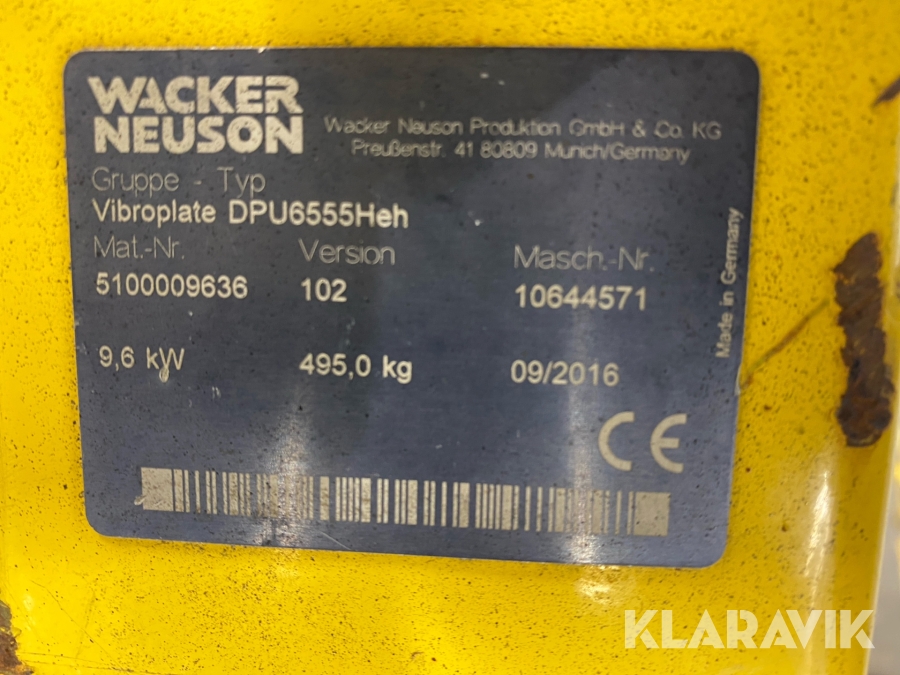 WACKER
NEUSON
Wacker Neuson Produktion GmbH & Co. KG
Preußenstr. 41 80809 Munich/Germany
Gruppe - Typ
Vibroplate DPU6555Heh
Mat.-Nr. Version Masch.-Nr.
5100009636 102 10644571
9,6 kW 495,0 kg 09/2016
Made in Germany
CE
KLARAVIK